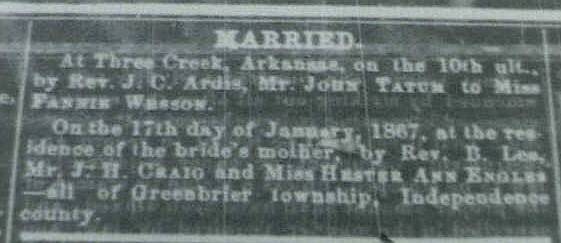 MARRIED.
At Three Creek, Arkansas, on the 10th ult.,
by Rev. J. C. Ardis, Mr. JOHN TATUM to Miss
FANNIE WESSON.
On the 17th day of January, 1867, at the res-
idence of the bride's mother, by Rev. B. Lee,
Mr. J. H. CRAIG and Miss HESTER ANN ENGLES
—all of Greenbrier township, Independence
county.